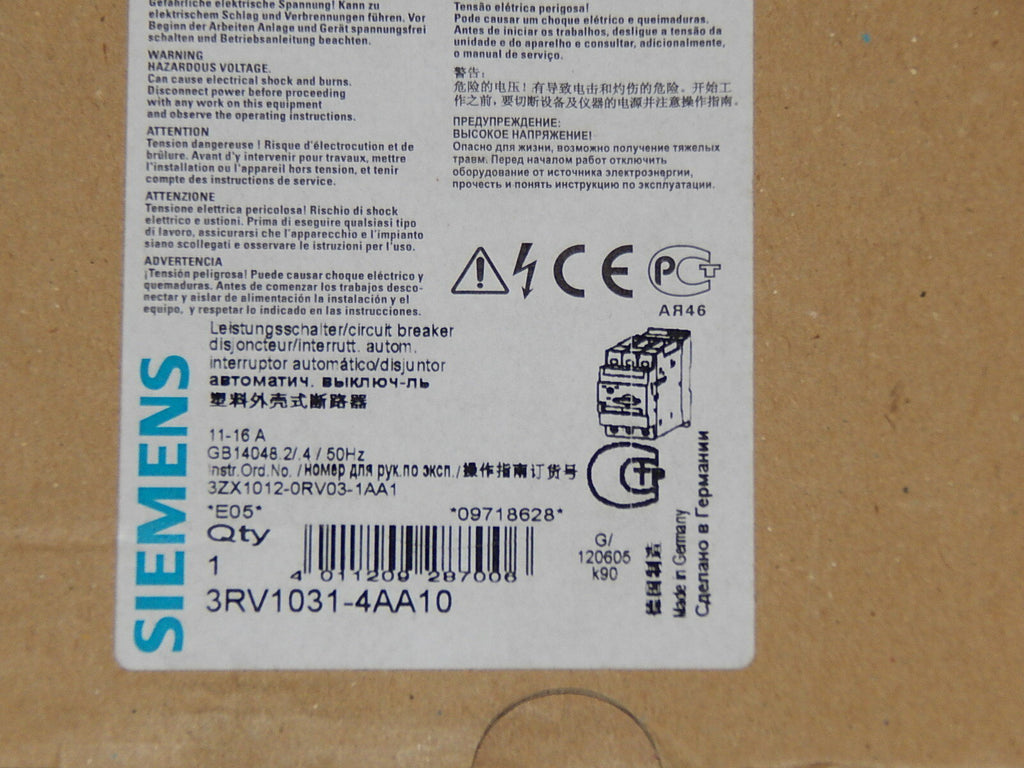 Gefährliche elektrische Spannung! Kann zu
elektrischem Schlag und Verbrennungen führen. Vor
Beginn der Arbeiten Anlage und Gerät spannungsfrei
schalten und Betriebsanleitung beachten.
WARNING
HAZARDOUS VOLTAGE.
Can cause electrical shock and burns.
Disconnect power before proceeding
with any work on this equipment
and observe the operating instructions.
ATTENTION
Tension dangereuse ! Risque d'électrocution et de
brûlure. Avant d'y intervenir pour travaux, mettre
l'installation ou l'appareil hors tension, et tenir
compte des instructions de service.
ATTENZIONE
Tensione elettrica pericolosa! Rischio di shock
elettrico e ustioni. Prima di eseguire qualsiasi tipo
di lavoro, assicurarsi che l'apparecchio e l'impianto
siano scollegati e osservare le istruzioni per l'uso.
ADVERTENCIA
¡Tensión peligrosa! Puede causar choque eléctrico y
quemaduras. Antes de comenzar los trabajos desco-
nectar y aislar de alimentación la instalación y el
equipo, y respetar lo indicado en las instrucciones.
Tensão elétrica perigosa!
Pode causar um choque elétrico e queimaduras.
Antes de iniciar os trabalhos, desligue a tensão da
unidade e do aparelho e consultar, adicionalmente,
o manual de serviço.
警告:
危险的电压!有导致电击和灼伤的危险。开始工
作之前,要切断设备及仪器的电源并注意操作指南。
ПРЕДУПРЕЖДЕНИЕ:
ВЫСОКОЕ НАПРЯЖЕНИЕ!
Опасно для жизни, возможно получение тяжелых
травм. Перед началом работ отключить
оборудование от источника электроэнергии,
прочесть и понять инструкцию по эксплуатации.
CE PCT
АЯ46
Leistungsschalter/circuit breaker
disjoncteur/interrutt. autom.
interruptor automático/disjuntor
автоматич. выключ-ль
塑料外壳式断路器
11-16 A
GB14048.2/.4 / 50Hz
Instr.Ord.No. /номер для рук.по эксп./操作指南订货号
3ZX1012-0RV03-1AA1
*E05* *09718628*
Qty
1
4 011209 287006
3RV1031-4AA10
G/
120605
k90
德国制造
Made in Germany
Сделано в Германии
SIEMENS